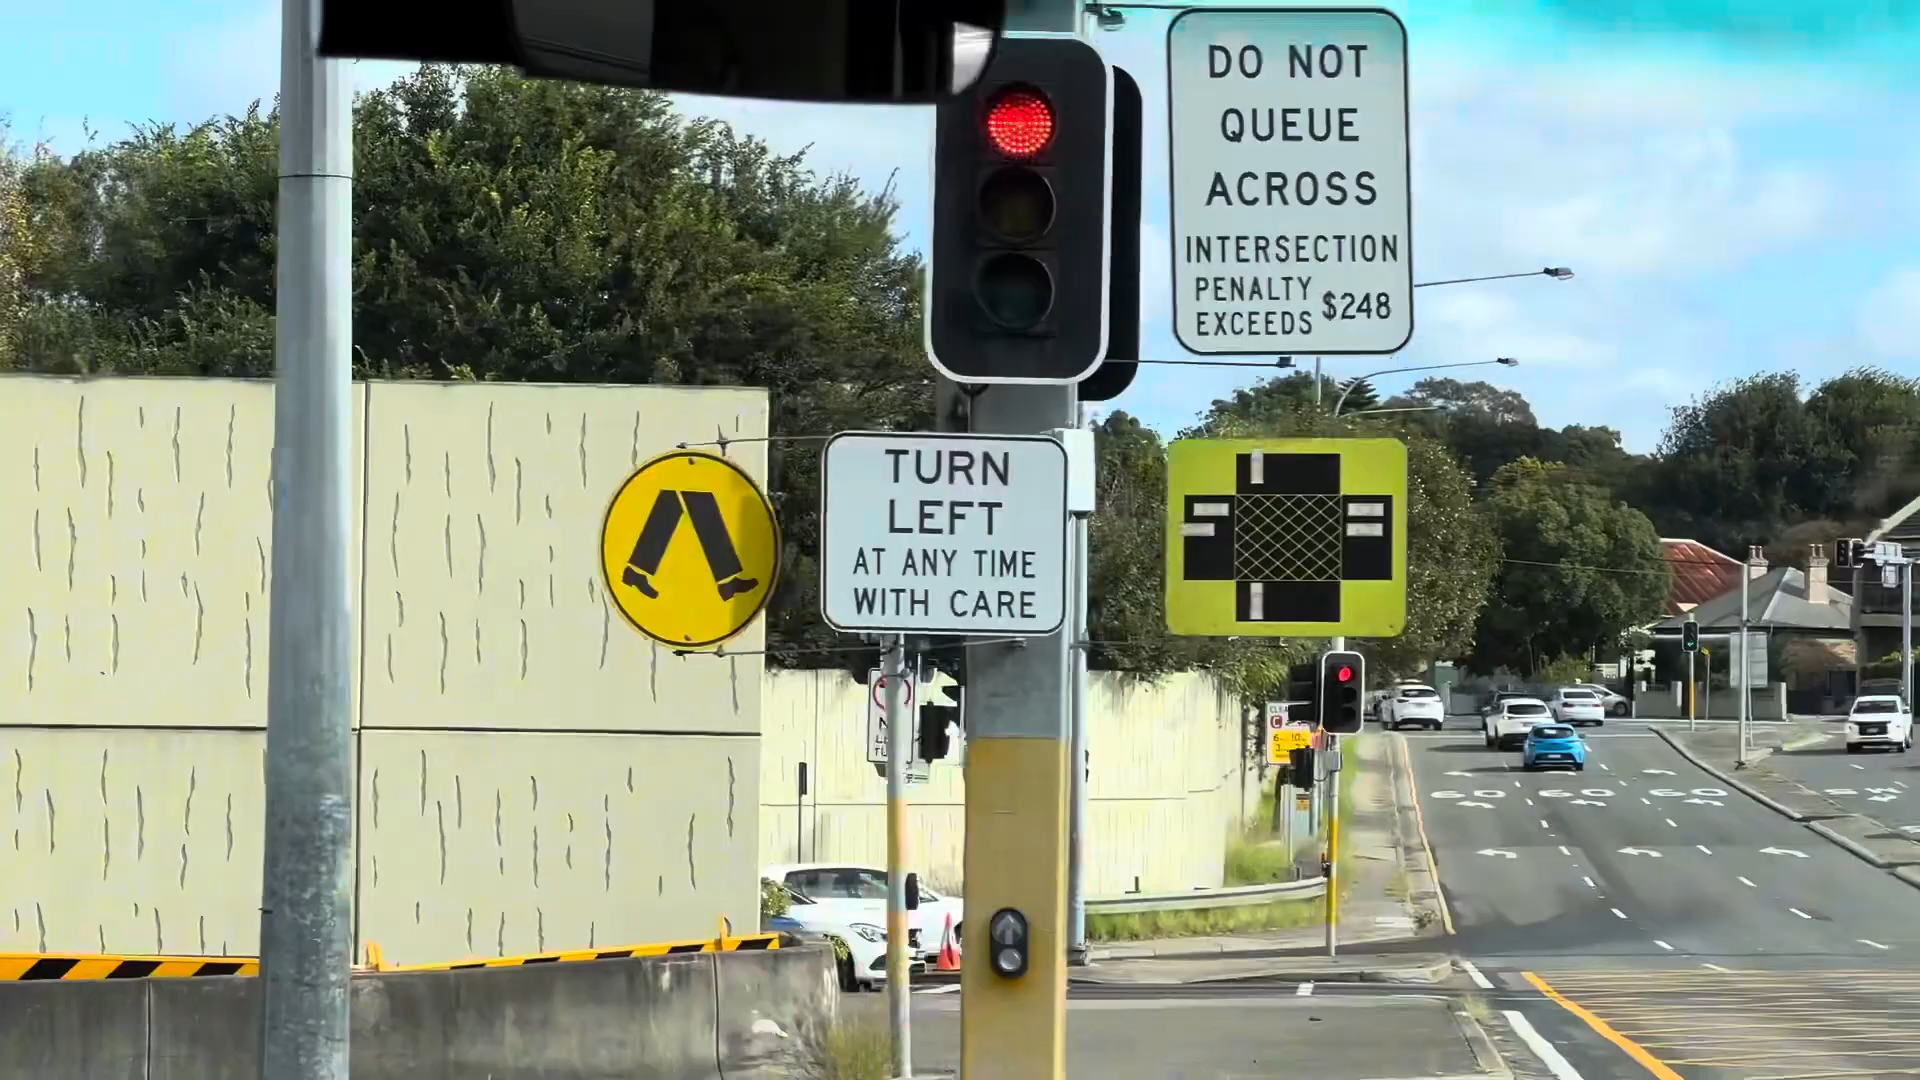 DO NOT
QUEUE
ACROSS
INTERSECTION
PENALTY
EXCEEDS $248
TURN
LEFT
AT ANY TIME
WITH CARE
C
60 60 60